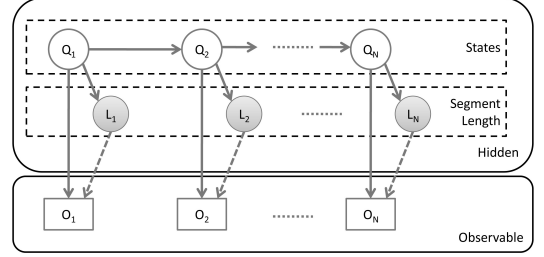 Q1 Q2 QN States
L1 L2 LN Segment
Length
Hidden
O1 O2 ON
Observable